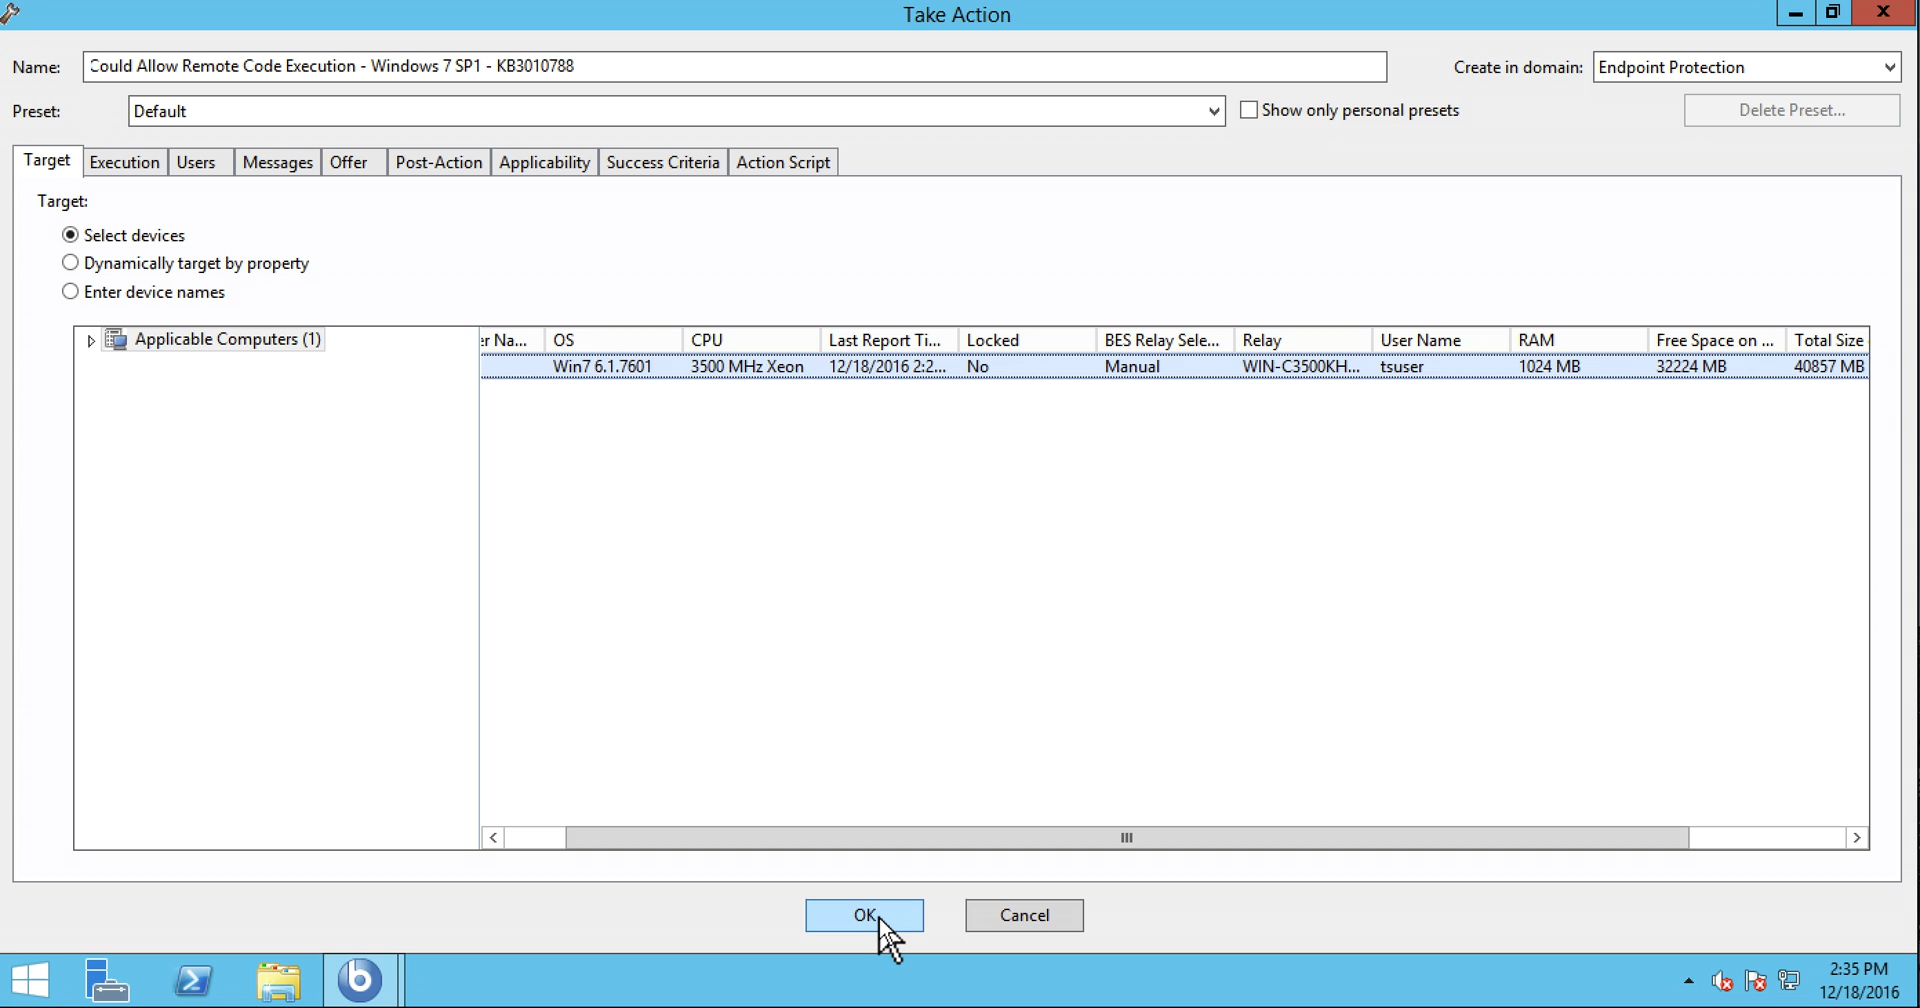 Take Action
Name:
Could Allow Remote Code Execution - Windows 7 SP1 - KB3010788
Create in domain:
Endpoint Protection
Preset:
Default
Show only personal presets
Delete Preset...
Target
Execution
Users
Messages
Offer
Post-Action
Applicability
Success Criteria
Action Script
Target:
Select devices
Dynamically target by property
Enter device names
Applicable Computers (1)
er Na... OS CPU Last Report Ti... Locked BES Relay Sele... Relay User Name RAM Free Space on ... Total Size
Win7 6.1.7601 3500 MHz Xeon 12/18/2016 2:2... No Manual WIN-C3500KH... tsuser 1024 MB 32224 MB 40857 MB
OK
Cancel
2:35 PM
12/18/2016